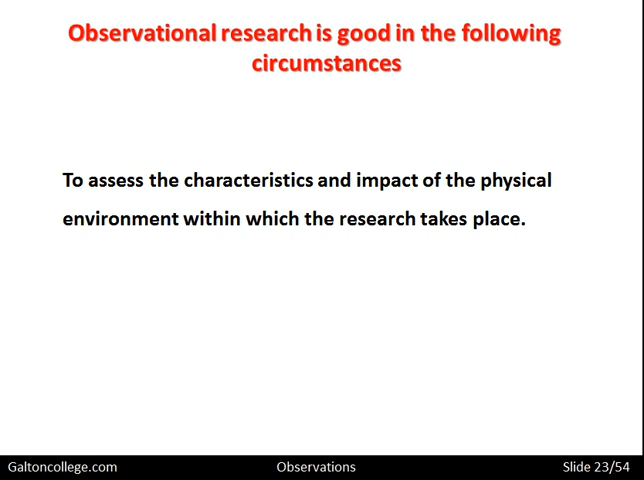 Observational research is good in the following
circumstances
To assess the characteristics and impact of the physical
environment within which the research takes place.
Galtoncollege.com Observations Slide 23/54